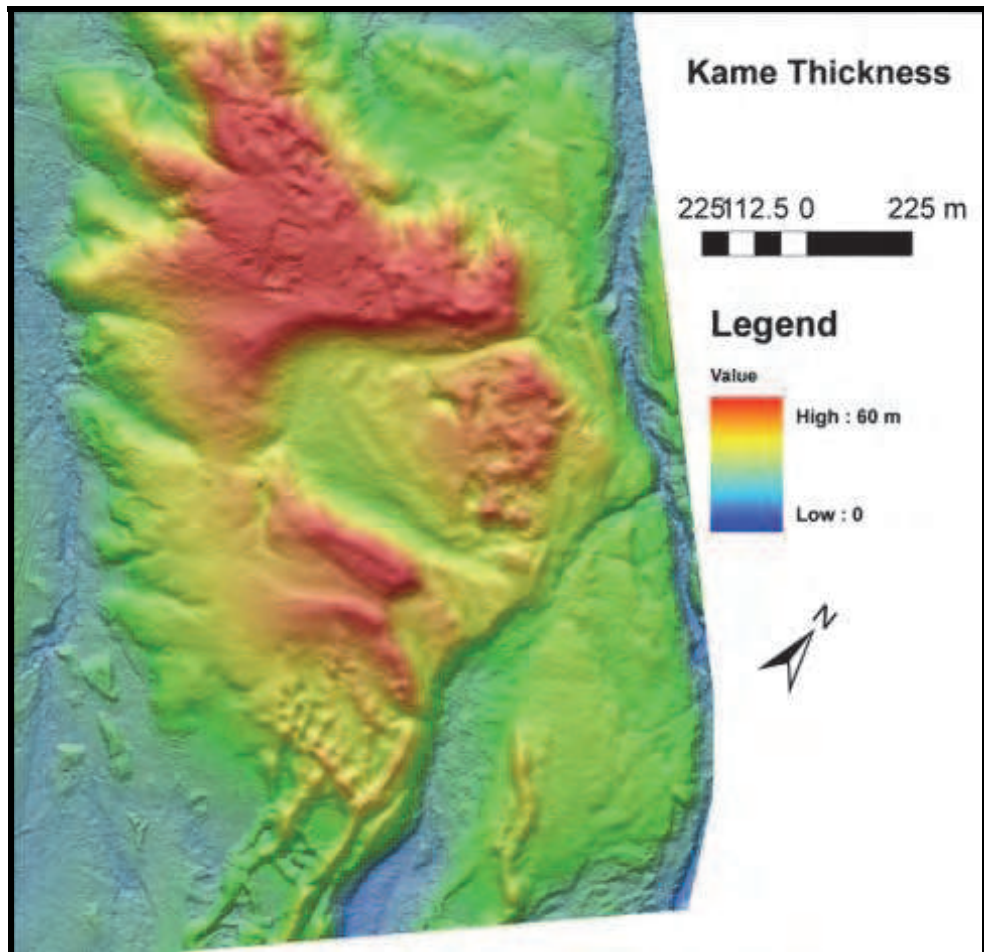 Kame Thickness
225112.5 0 225 m
Legend
Value
High : 60 m
Low : 0
N